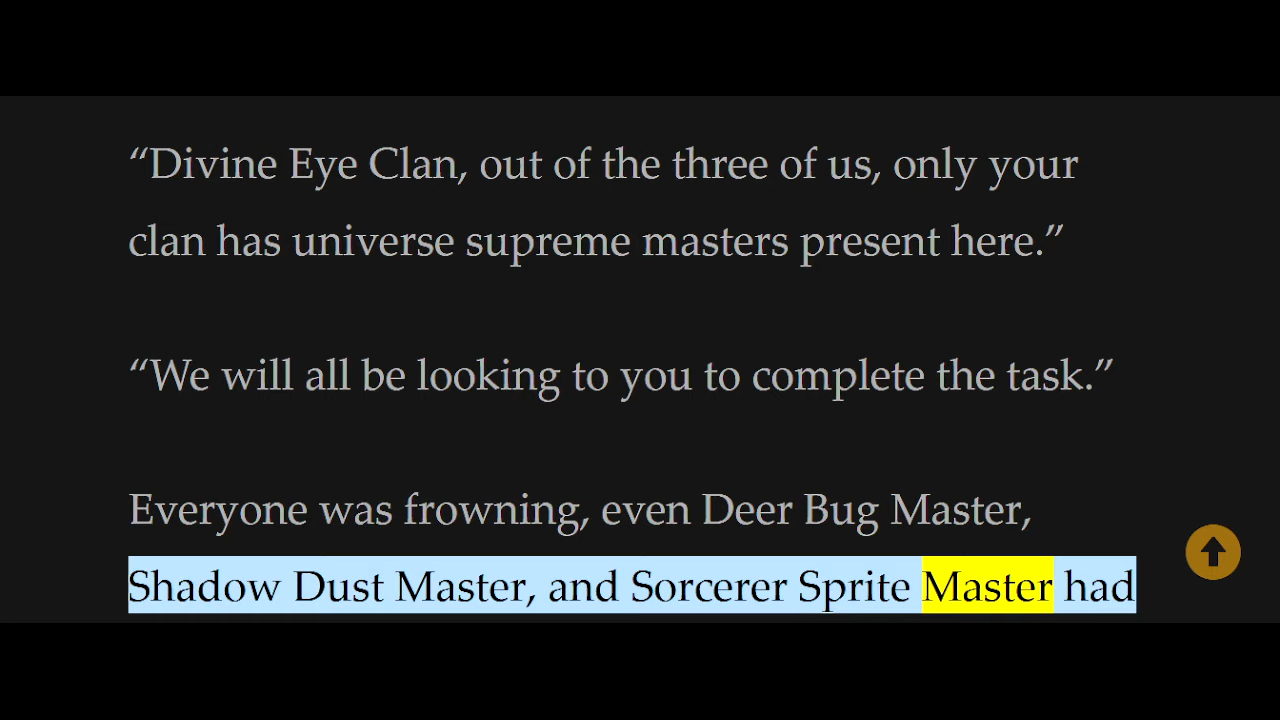 “Divine Eye Clan, out of the three of us, only your
clan has universe supreme masters present here.”
“We will all be looking to you to complete the task.”
Everyone was frowning, even Deer Bug Master,
Shadow Dust Master, and Sorcerer Sprite Master had